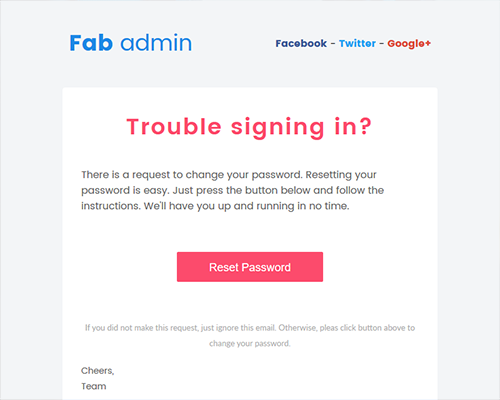 Fab admin
Facebook - Twitter - Google+
Trouble signing in?
There is a request to change your password. Resetting your
password is easy. Just press the button below and follow the
instructions. We'll have you up and running in no time.
Reset Password
If you did not make this request, just ignore this email. Otherwise, pleas click button above to
change your password.
Cheers,
Team